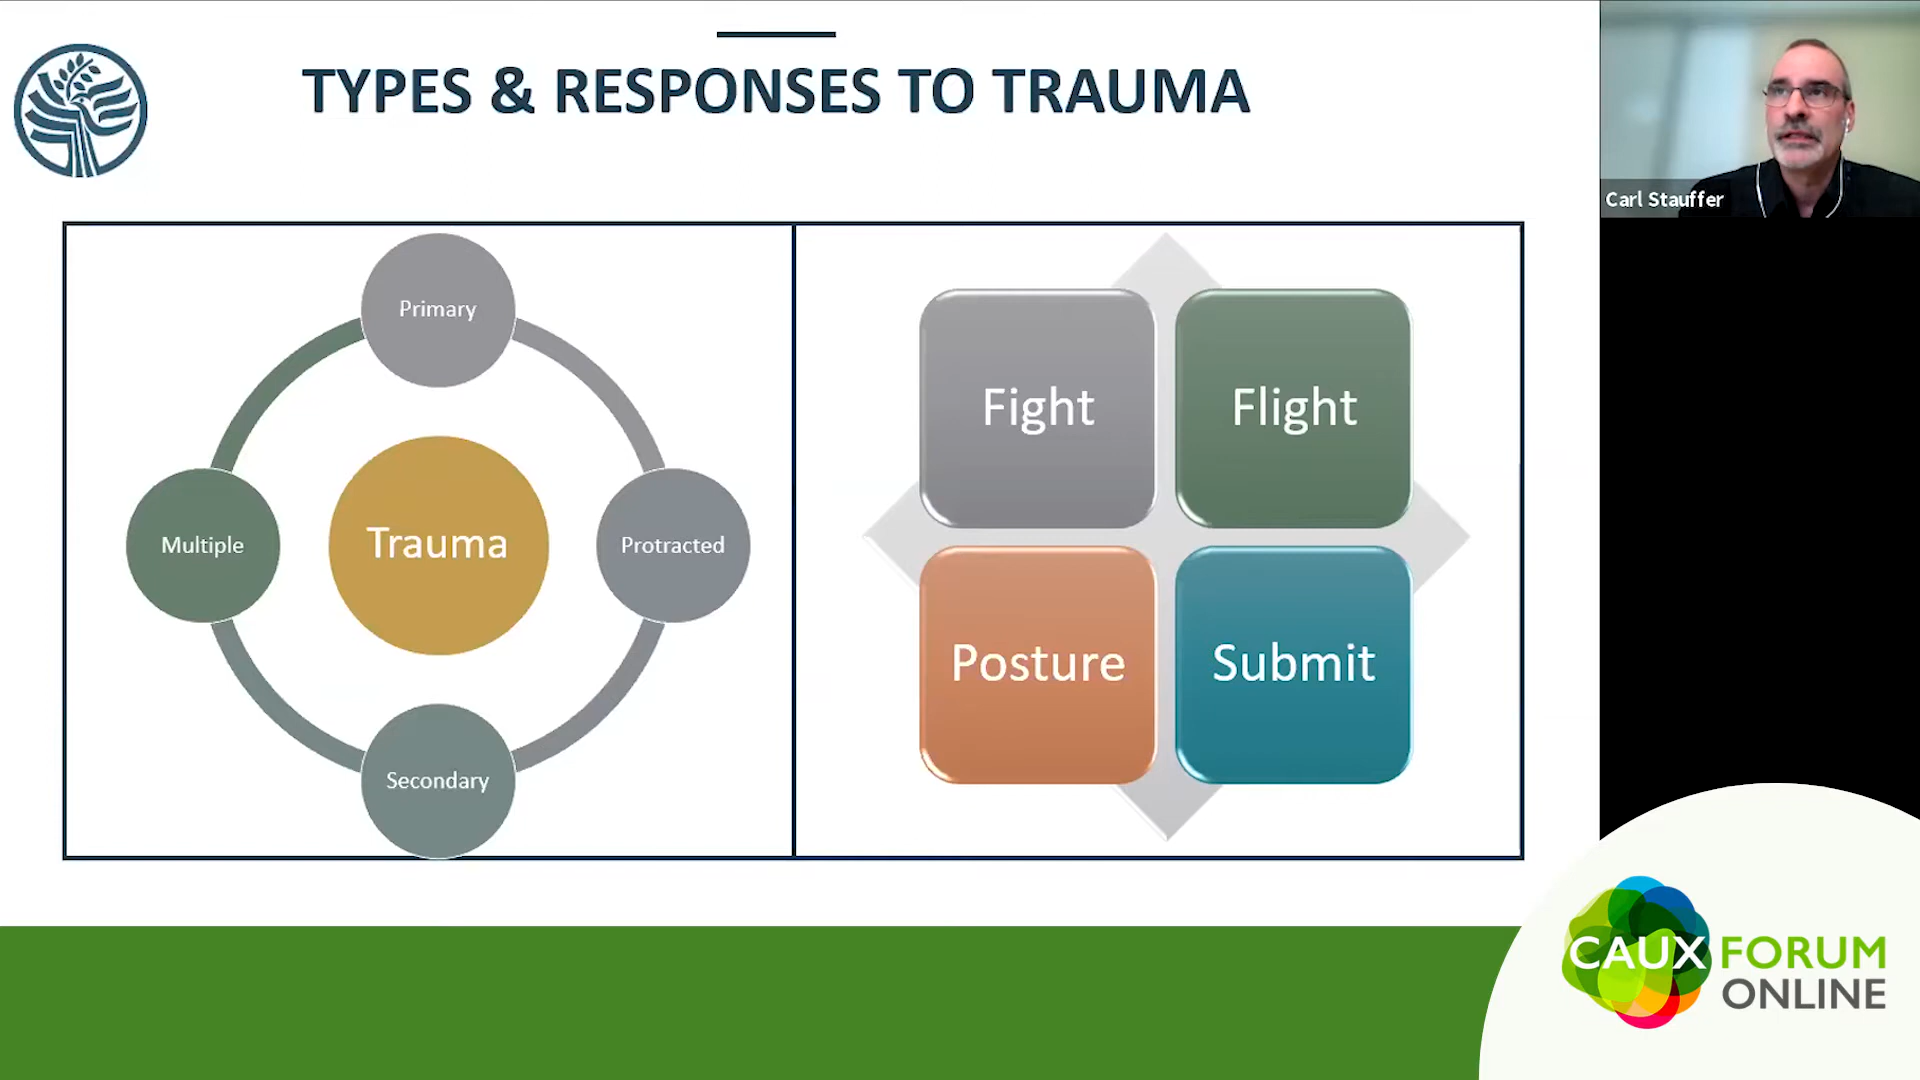 TYPES & RESPONSES TO TRAUMA
Carl Stauffer
Primary
Multiple
Trauma
Protracted
Secondary
Fight
Flight
Posture
Submit
CAUX FORUM
ONLINE